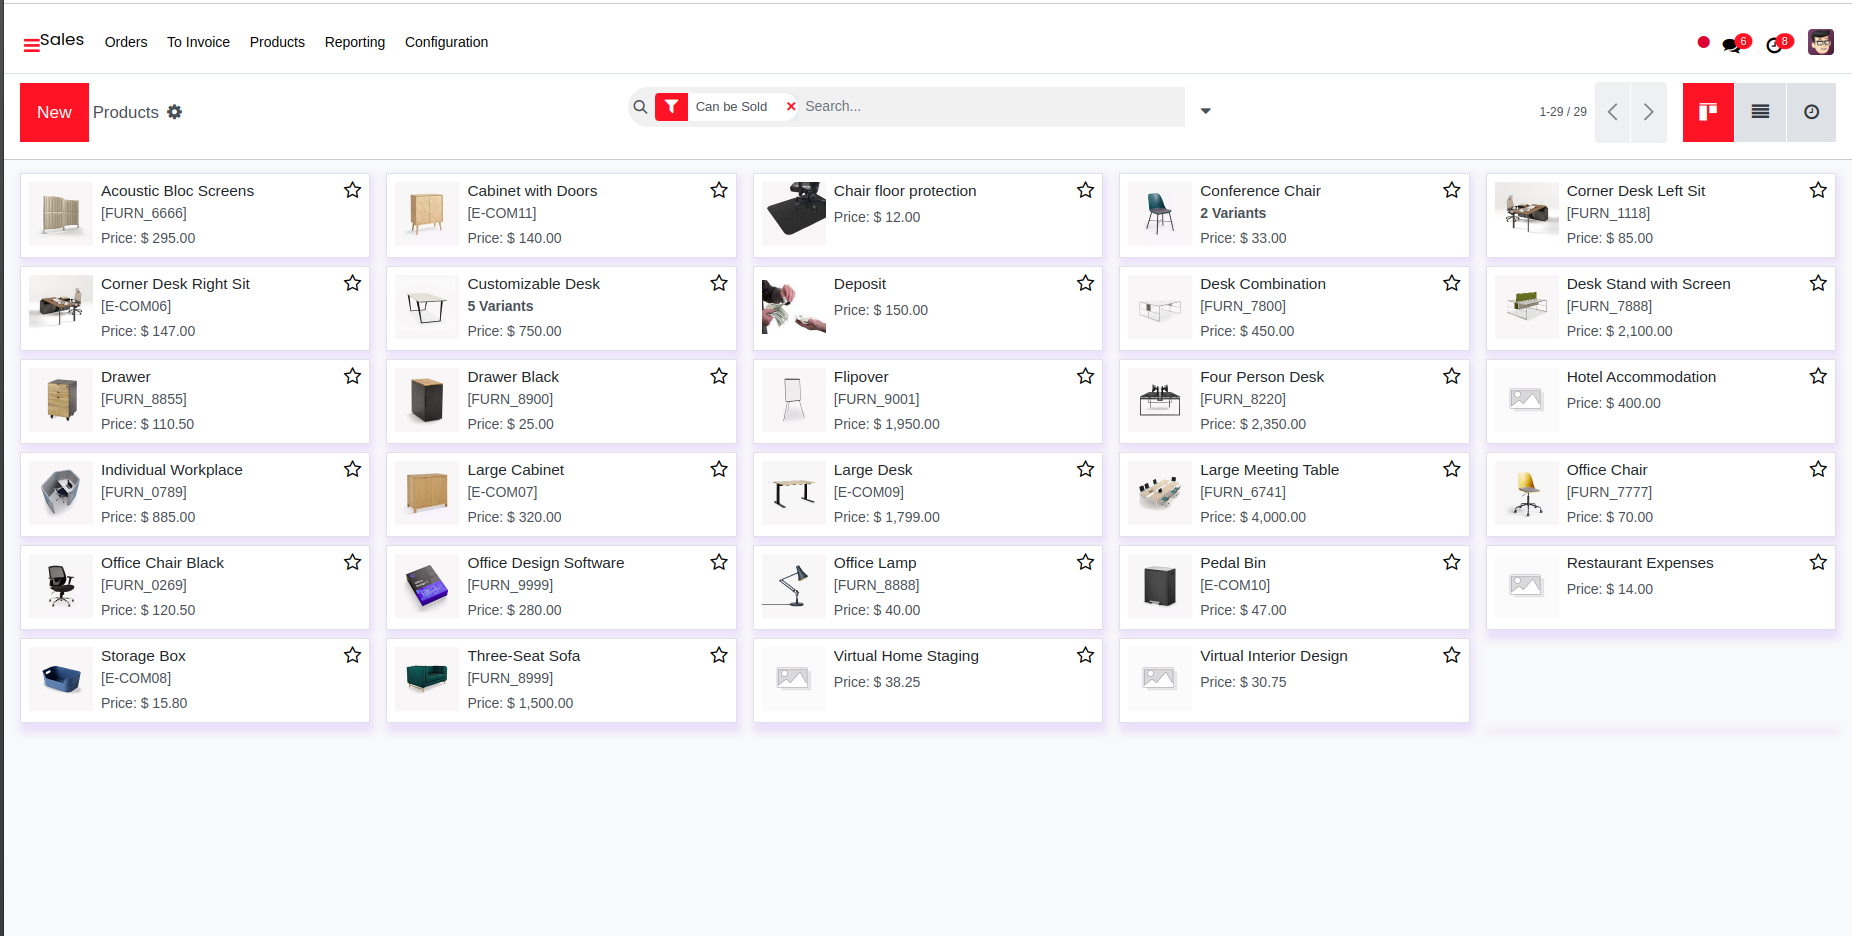 Sales
Orders
To Invoice
Products
Reporting
Configuration
6
8
New
Products
Can be Sold
Search...
1-29 / 29
Acoustic Bloc Screens
[FURN_6666]
Price: $ 295.00
Cabinet with Doors
[E-COM11]
Price: $ 140.00
Chair floor protection
Price: $ 12.00
Conference Chair
2 Variants
Price: $ 33.00
Corner Desk Left Sit
[FURN_1118]
Price: $ 85.00
Corner Desk Right Sit
[E-COM06]
Price: $ 147.00
Customizable Desk
5 Variants
Price: $ 750.00
Deposit
Price: $ 150.00
Desk Combination
[FURN_7800]
Price: $ 450.00
Desk Stand with Screen
[FURN_7888]
Price: $ 2,100.00
Drawer
[FURN_8855]
Price: $ 110.50
Drawer Black
[FURN_8900]
Price: $ 25.00
Flipover
[FURN_9001]
Price: $ 1,950.00
Four Person Desk
[FURN_8220]
Price: $ 2,350.00
Hotel Accommodation
Price: $ 400.00
Individual Workplace
[FURN_0789]
Price: $ 885.00
Large Cabinet
[E-COM07]
Price: $ 320.00
Large Desk
[E-COM09]
Price: $ 1,799.00
Large Meeting Table
[FURN_6741]
Price: $ 4,000.00
Office Chair
[FURN_7777]
Price: $ 70.00
Office Chair Black
[FURN_0269]
Price: $ 120.50
Office Design Software
[FURN_9999]
Price: $ 280.00
Office Lamp
[FURN_8888]
Price: $ 40.00
Pedal Bin
[E-COM10]
Price: $ 47.00
Restaurant Expenses
Price: $ 14.00
Storage Box
[E-COM08]
Price: $ 15.80
Three-Seat Sofa
[FURN_8999]
Price: $ 1,500.00
Virtual Home Staging
Price: $ 38.25
Virtual Interior Design
Price: $ 30.75